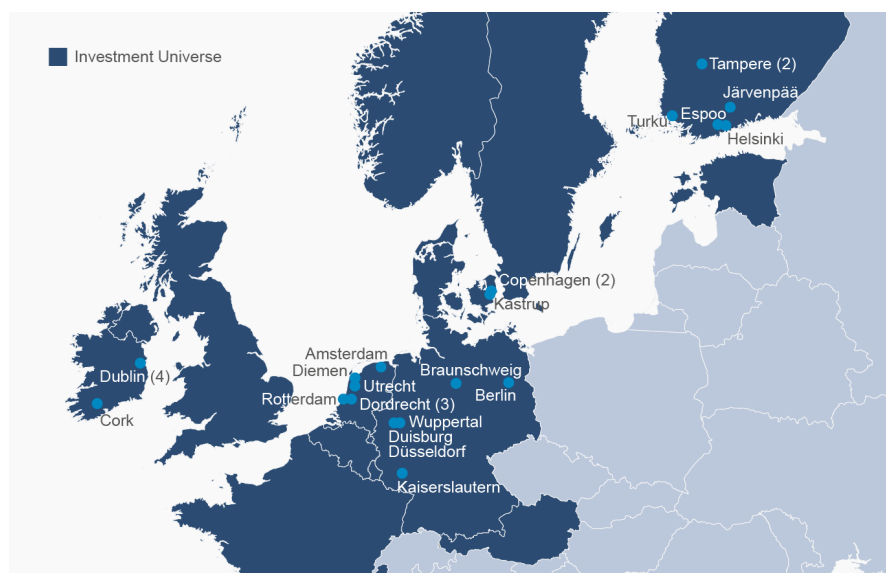 Investment Universe
Tampere (2)
Järvenpää
Turku
Espoo
Helsinki
Copenhagen (2)
Kastrup
Amsterdam
Diemen
Utrecht
Braunschweig
Berlin
Dublin (4)
Rotterdam
Dordrecht (3)
Cork
Wuppertal
Duisburg
Düsseldorf
Kaiserslautern